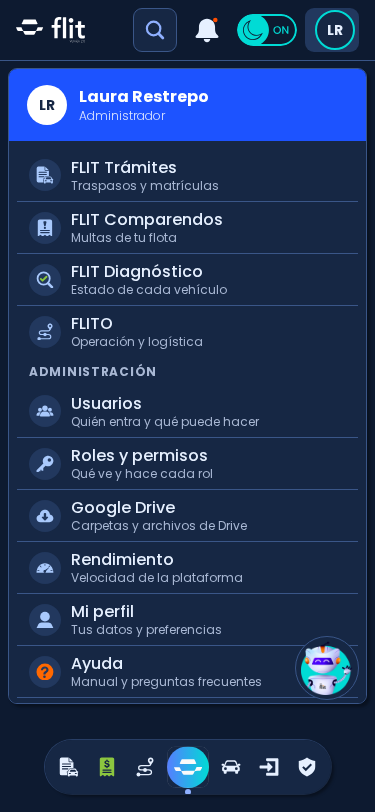 flit
ON
LR
LR
Laura Restrepo
Administrador
FLIT Trámites
Traspasos y matrículas
FLIT Comparendos
Multas de tu flota
FLIT Diagnóstico
Estado de cada vehículo
FLITO
Operación y logística
ADMINISTRACIÓN
Usuarios
Quién entra y qué puede hacer
Roles y permisos
Qué ve y hace cada rol
Google Drive
Carpetas y archivos de Drive
Rendimiento
Velocidad de la plataforma
Mi perfil
Tus datos y preferencias
Ayuda
Manual y preguntas frecuentes
flit